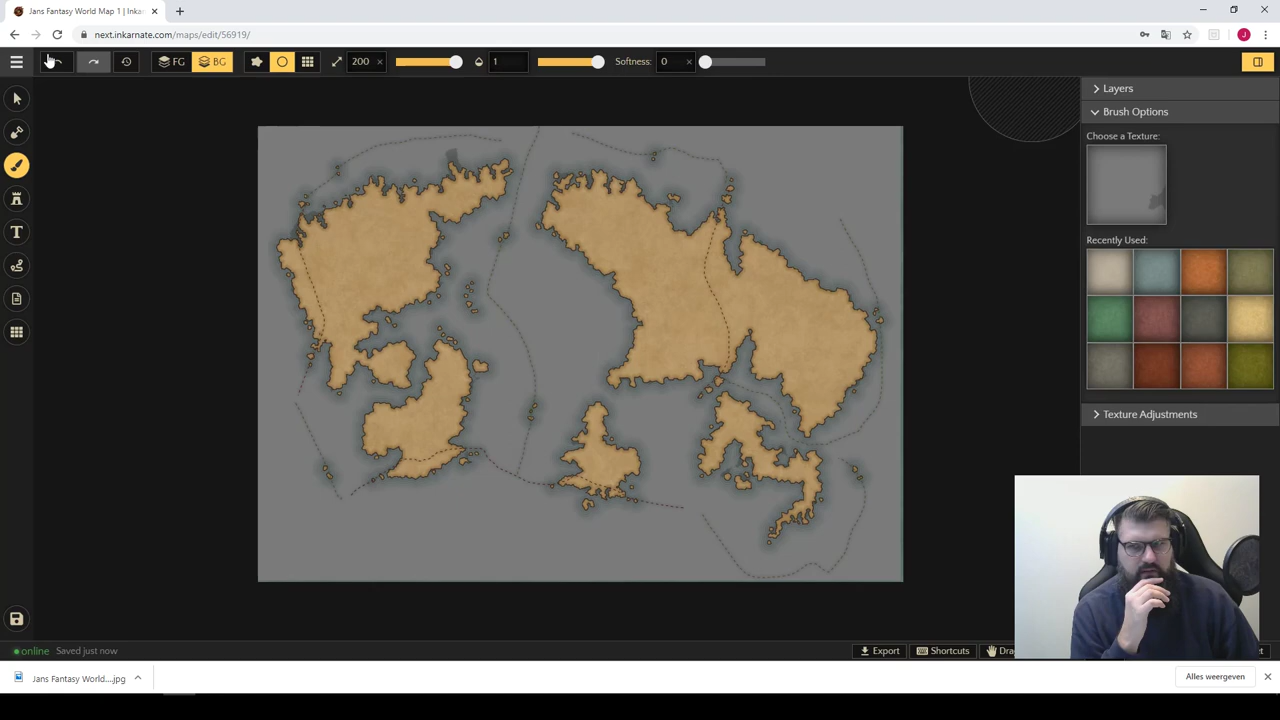 Jans Fantasy World Map 1 | Inka
next.inkarnate.com/maps/edit/56919/
J
FG
BG
200
1
Softness:
0
Layers
Brush Options
Choose a Texture:
Recently Used:
Texture Adjustments
T
online
Saved just now
Export
Shortcuts
Drag
Jans Fantasy World....jpg
Alles weergeven